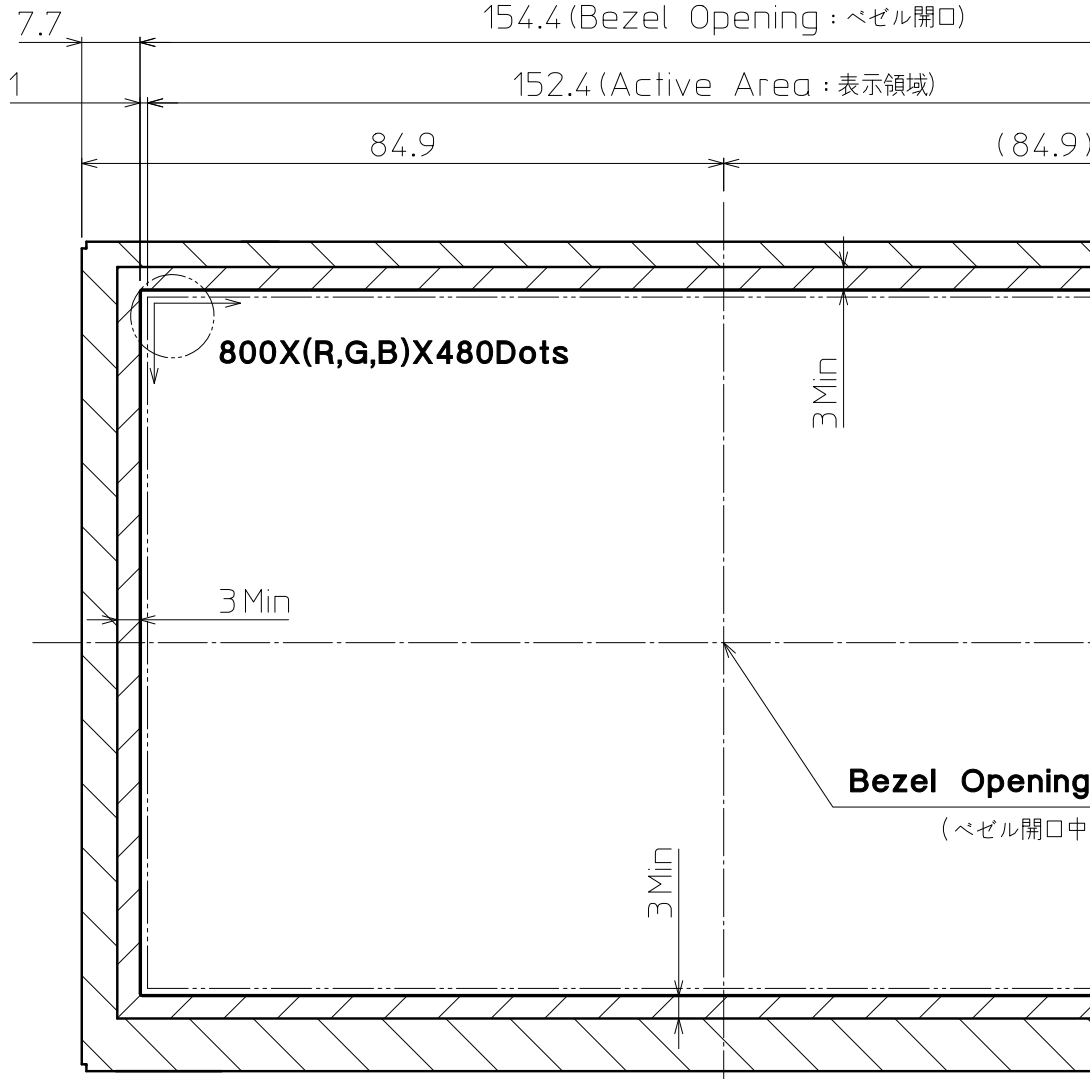 7.7
154.4(Bezel Opening：ベゼル開口)
1
152.4(Active Area：表示領域)
84.9
(84.9)
800X(R,G,B)X480Dots
3Min
3Min
Bezel Opening
(ベゼル開口中
3Min